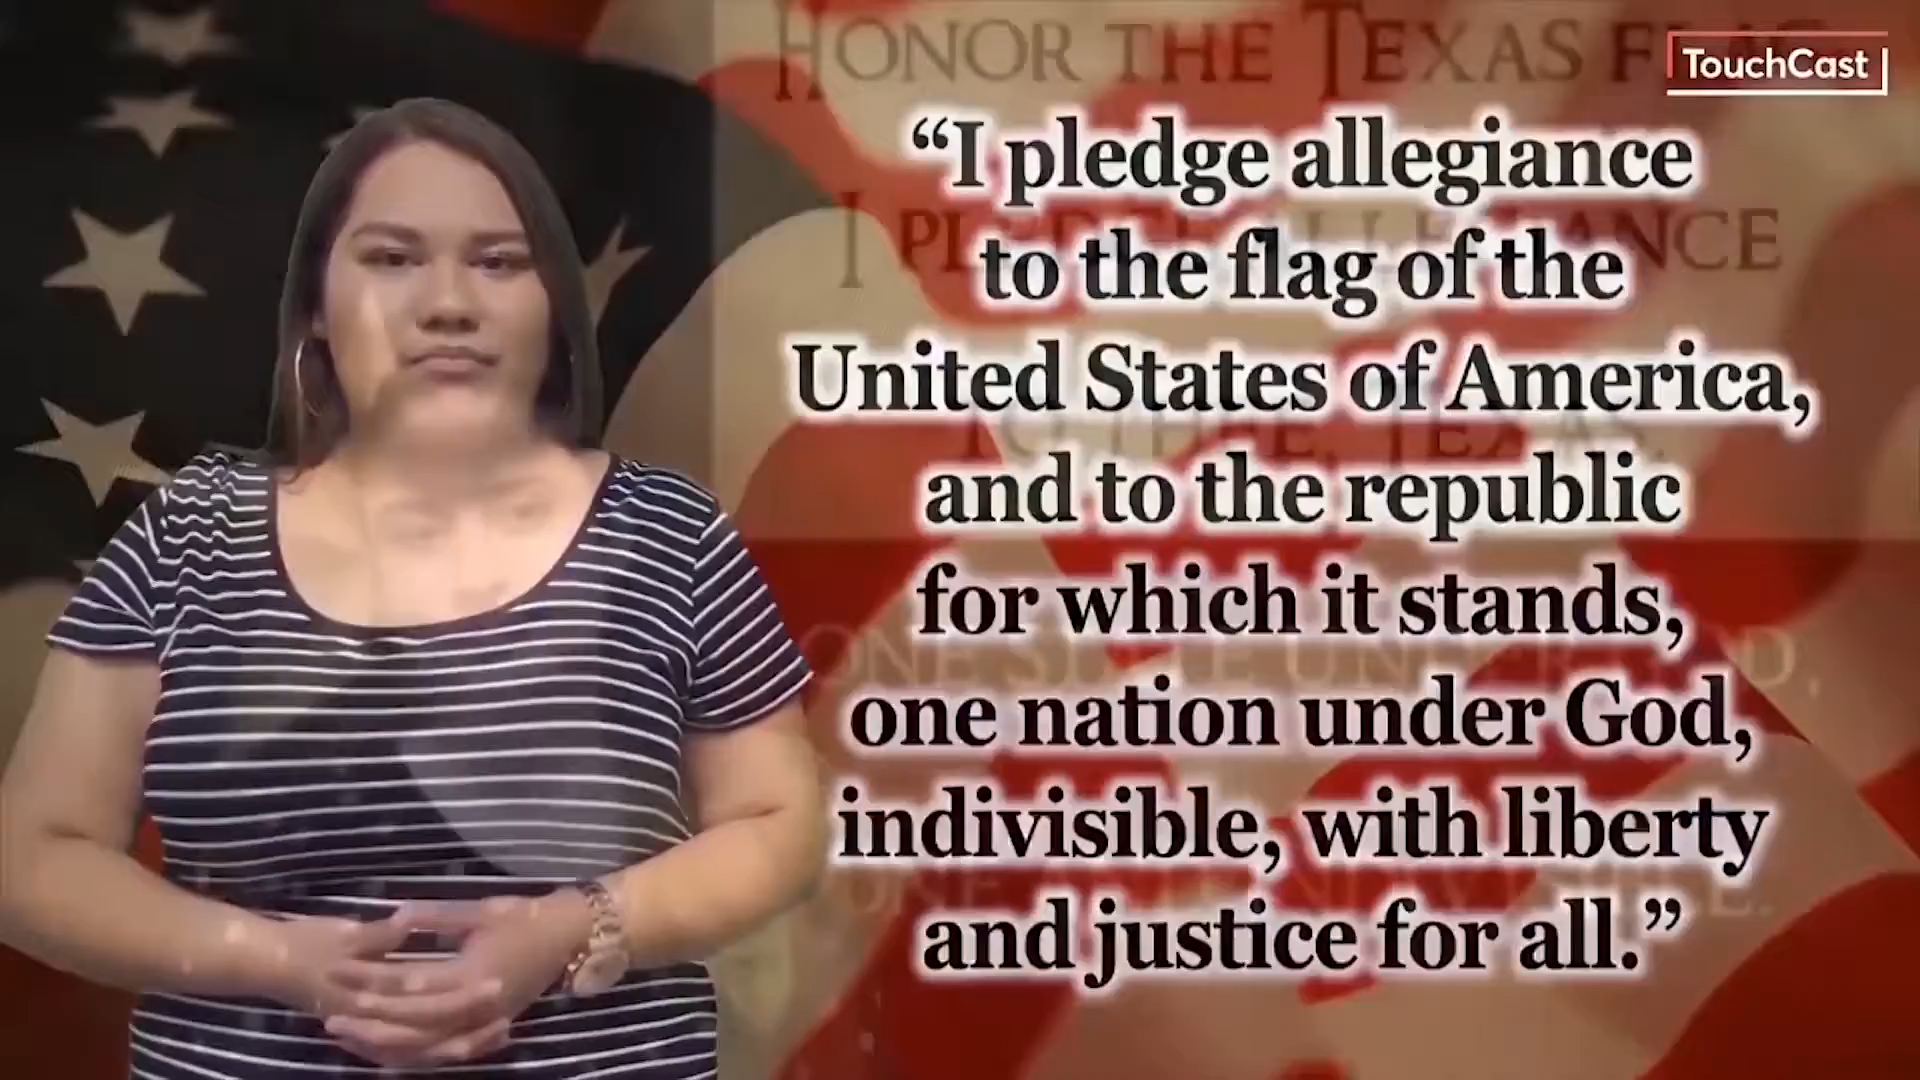 HONOR THE TEXAS
TouchCast
“I pledge allegiance
to the flag of the
United States of America,
and to the republic
for which it stands,
one nation under God,
indivisible, with liberty
and justice for all.”